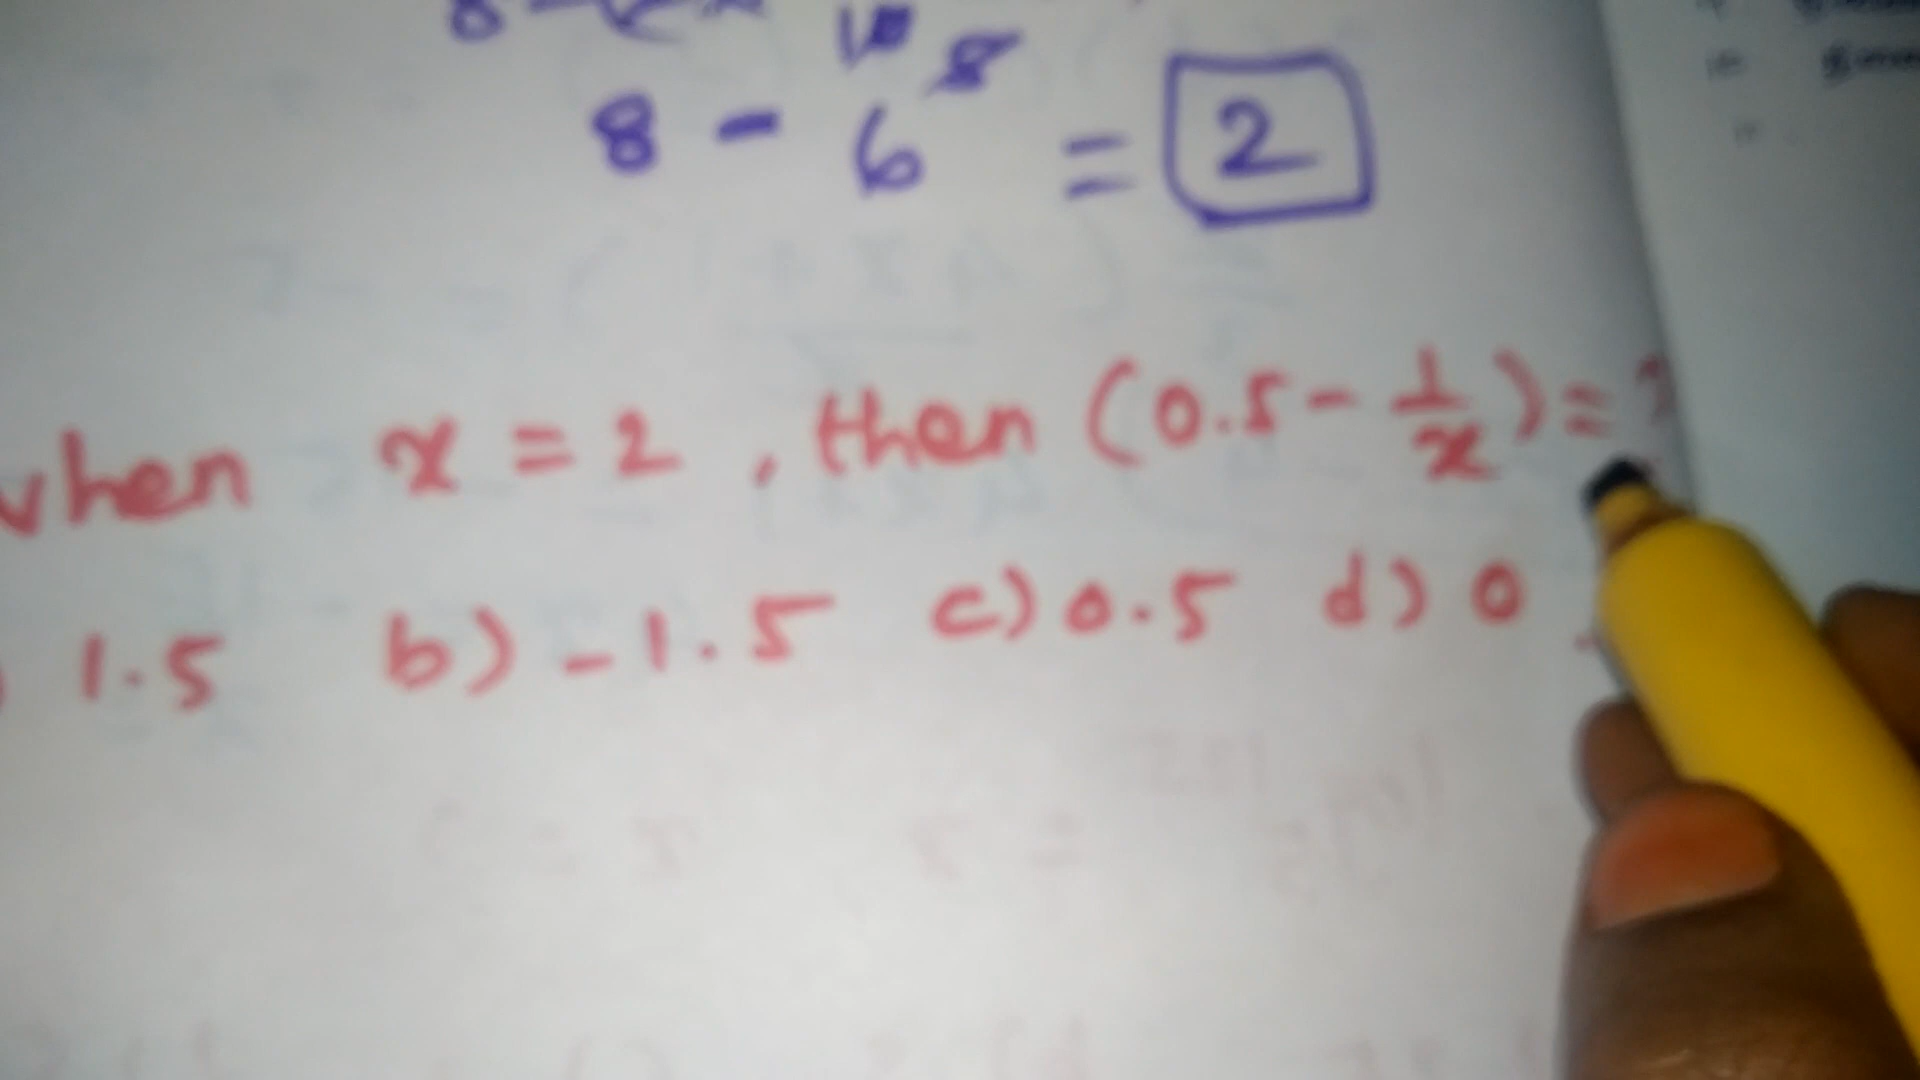 8 - 6 = 2
when x = 2, then (0.5 - 1/x) = ?
) 1.5 b) -1.5 c) 0.5 d) 0